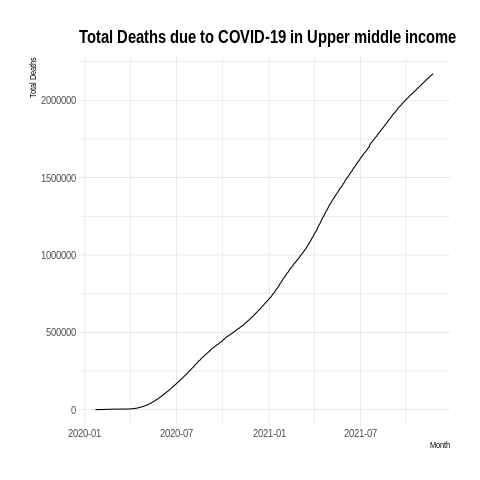 Total Deaths due to COVID-19 in Upper middle income
Total Deaths
2000000
1500000
1000000
500000
0
2020-01 2020-07 2021-01 2021-07
Month